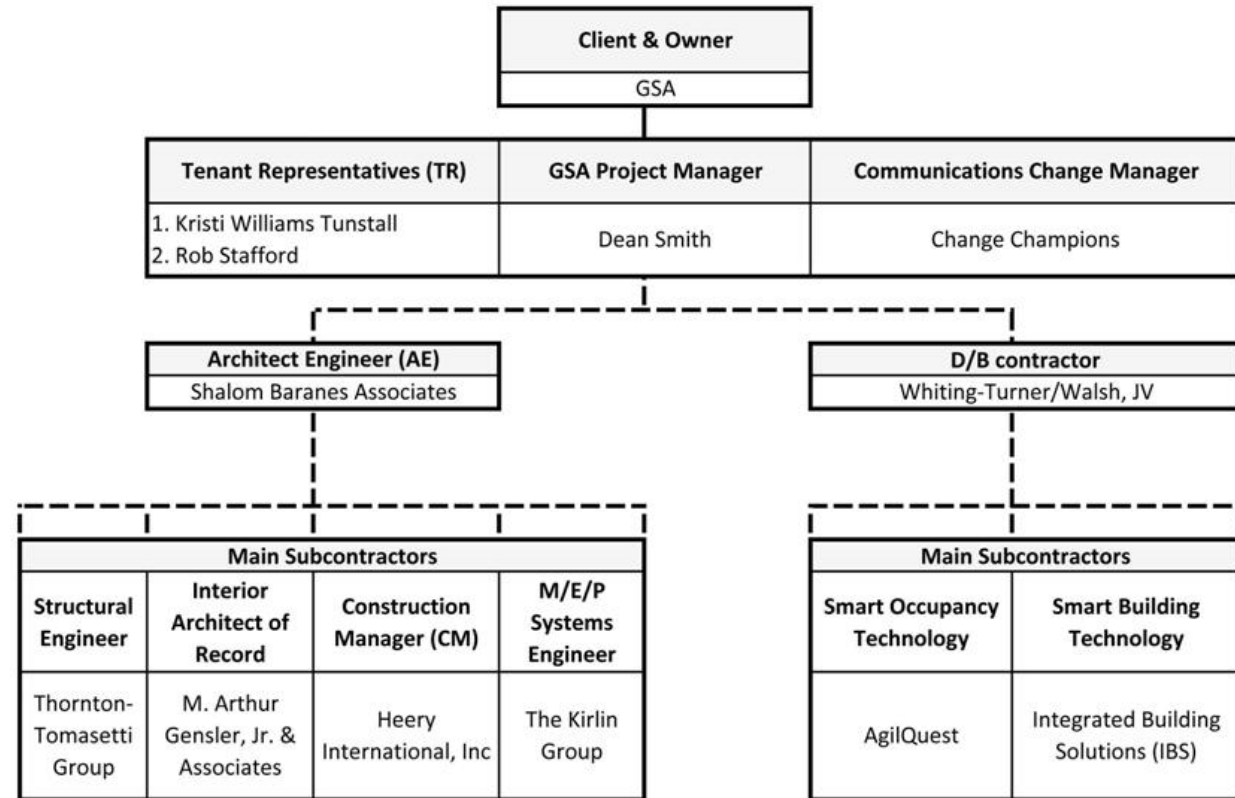 Client & Owner
GSA
Tenant Representatives (TR)
GSA Project Manager
Communications Change Manager
1. Kristi Williams Tunstall
2. Rob Stafford
Dean Smith
Change Champions
Architect Engineer (AE)
Shalom Baranes Associates
D/B contractor
Whiting-Turner/Walsh, JV
Main Subcontractors
Structural
Engineer
Interior
Architect of
Record
Construction
Manager (CM)
M/E/P
Systems
Engineer
Thornton-
Tomasetti
Group
M. Arthur
Gensler, Jr. &
Associates
Heery
International, Inc
The Kirlin
Group
Main Subcontractors
Smart Occupancy
Technology
Smart Building
Technology
AgilQuest
Integrated Building
Solutions (IBS)